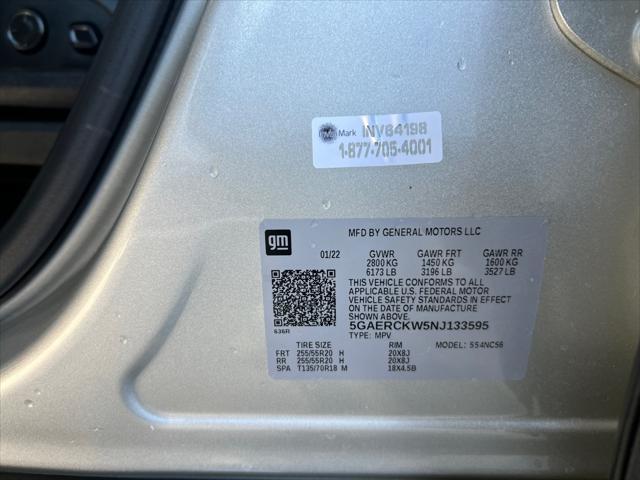 M Mark INV64198
1-877-705-4001
gm
MFD BY GENERAL MOTORS LLC
01/22 GVWR GAWR FRT GAWR RR
2800 KG 1450 KG 1600 KG
6173 LB 3196 LB 3527 LB
THIS VEHICLE CONFORMS TO ALL
APPLICABLE U.S. FEDERAL MOTOR
VEHICLE SAFETY STANDARDS IN EFFECT
ON THE DATE OF MANUFACTURE
SHOWN ABOVE.
636R
5GAERCKW5NJ133595
TYPE: MPV MODEL: 4NC56
TIRE SIZE RIM
FRT 255/55R20 H 20X8J
RR 255/55R20 H 20X8J
SPA T135/70R18 M 18X4.5B